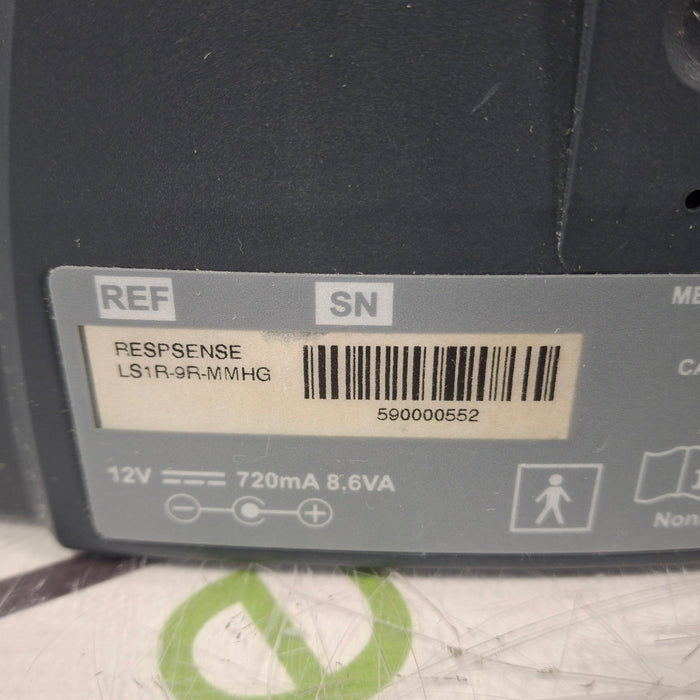 REF SN
RESPSENSE
LS1R-9R-MMHG
590000552
12V 720mA 8.6VA